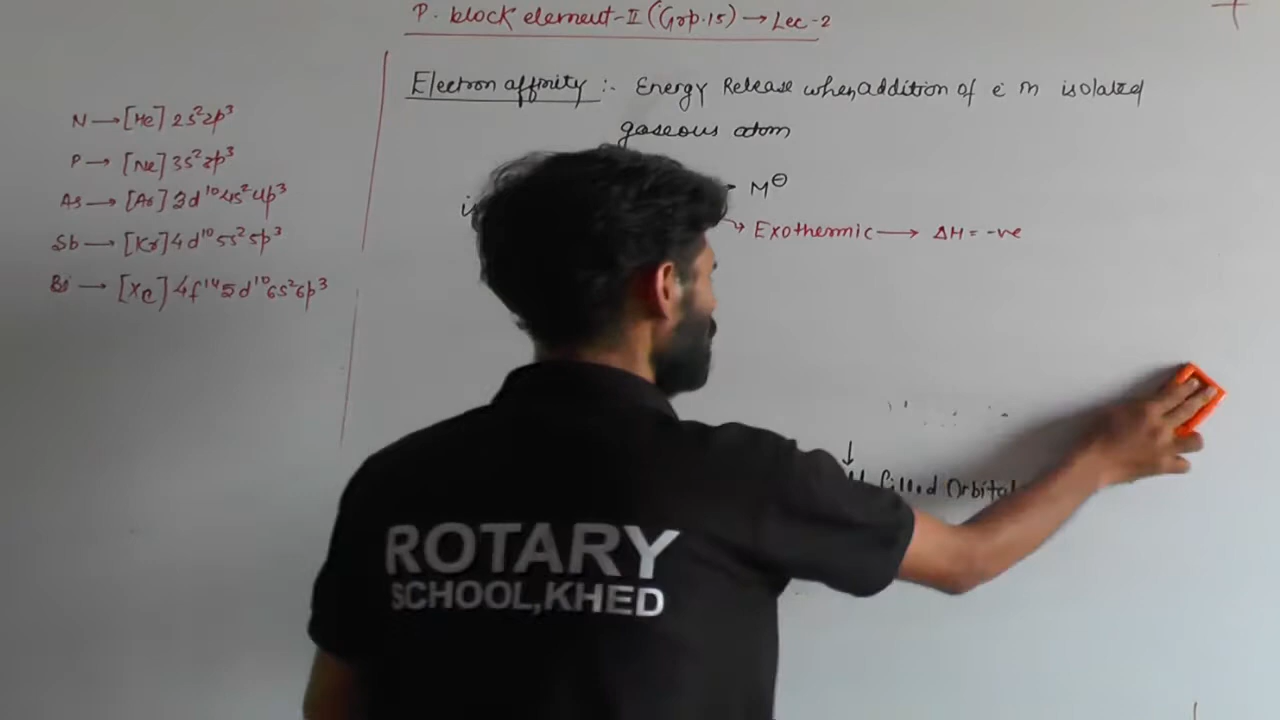 P. block element-II (Grp.15) → Lec-2
Electron affinity :- Energy Release when addition of e⁻ in isolated
gaseous atom
→ M⊖
→ Exothermic → ΔH = -ve
N → [He] 2s²2p³
P → [Ne] 3s²3p³
As → [Ar] 3d¹⁰4s²4p³
Sb → [Kr] 4d¹⁰5s²5p³
Bi → [Xe] 4f¹⁴5d¹⁰6s²6p³
↓
filled Orbital
ROTARY
SCHOOL,KHED